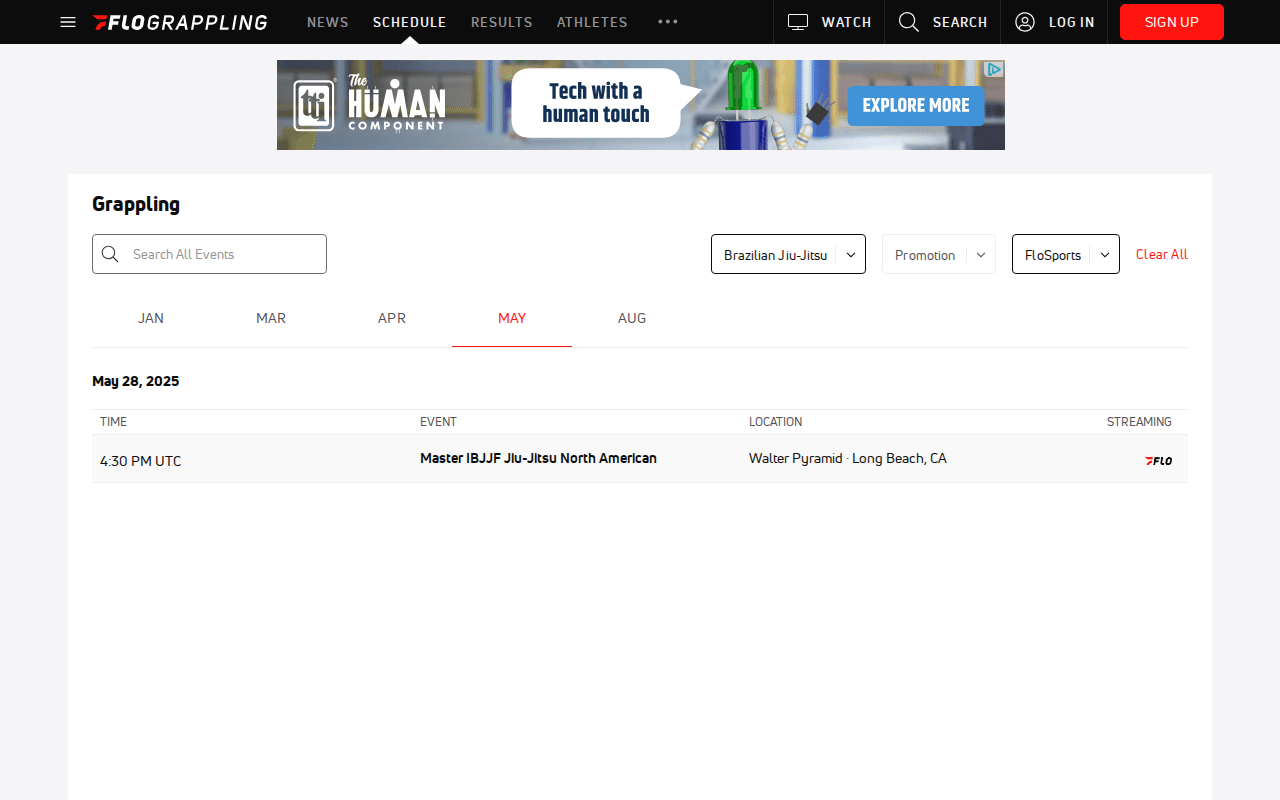 FLOGRAPPLING
NEWS
SCHEDULE
RESULTS
ATHLETES
WATCH
SEARCH
LOG IN
SIGN UP
ttj
The
HUMAN
COMPONENT
Tech with a
human touch
EXPLORE MORE
Grappling
Search All Events
Brazilian Jiu-Jitsu
Promotion
FloSports
Clear All
JAN
MAR
APR
MAY
AUG
May 28, 2025
TIME
EVENT
LOCATION
STREAMING
4:30 PM UTC
Master IBJJF Jiu-Jitsu North American
Walter Pyramid · Long Beach, CA
FLO